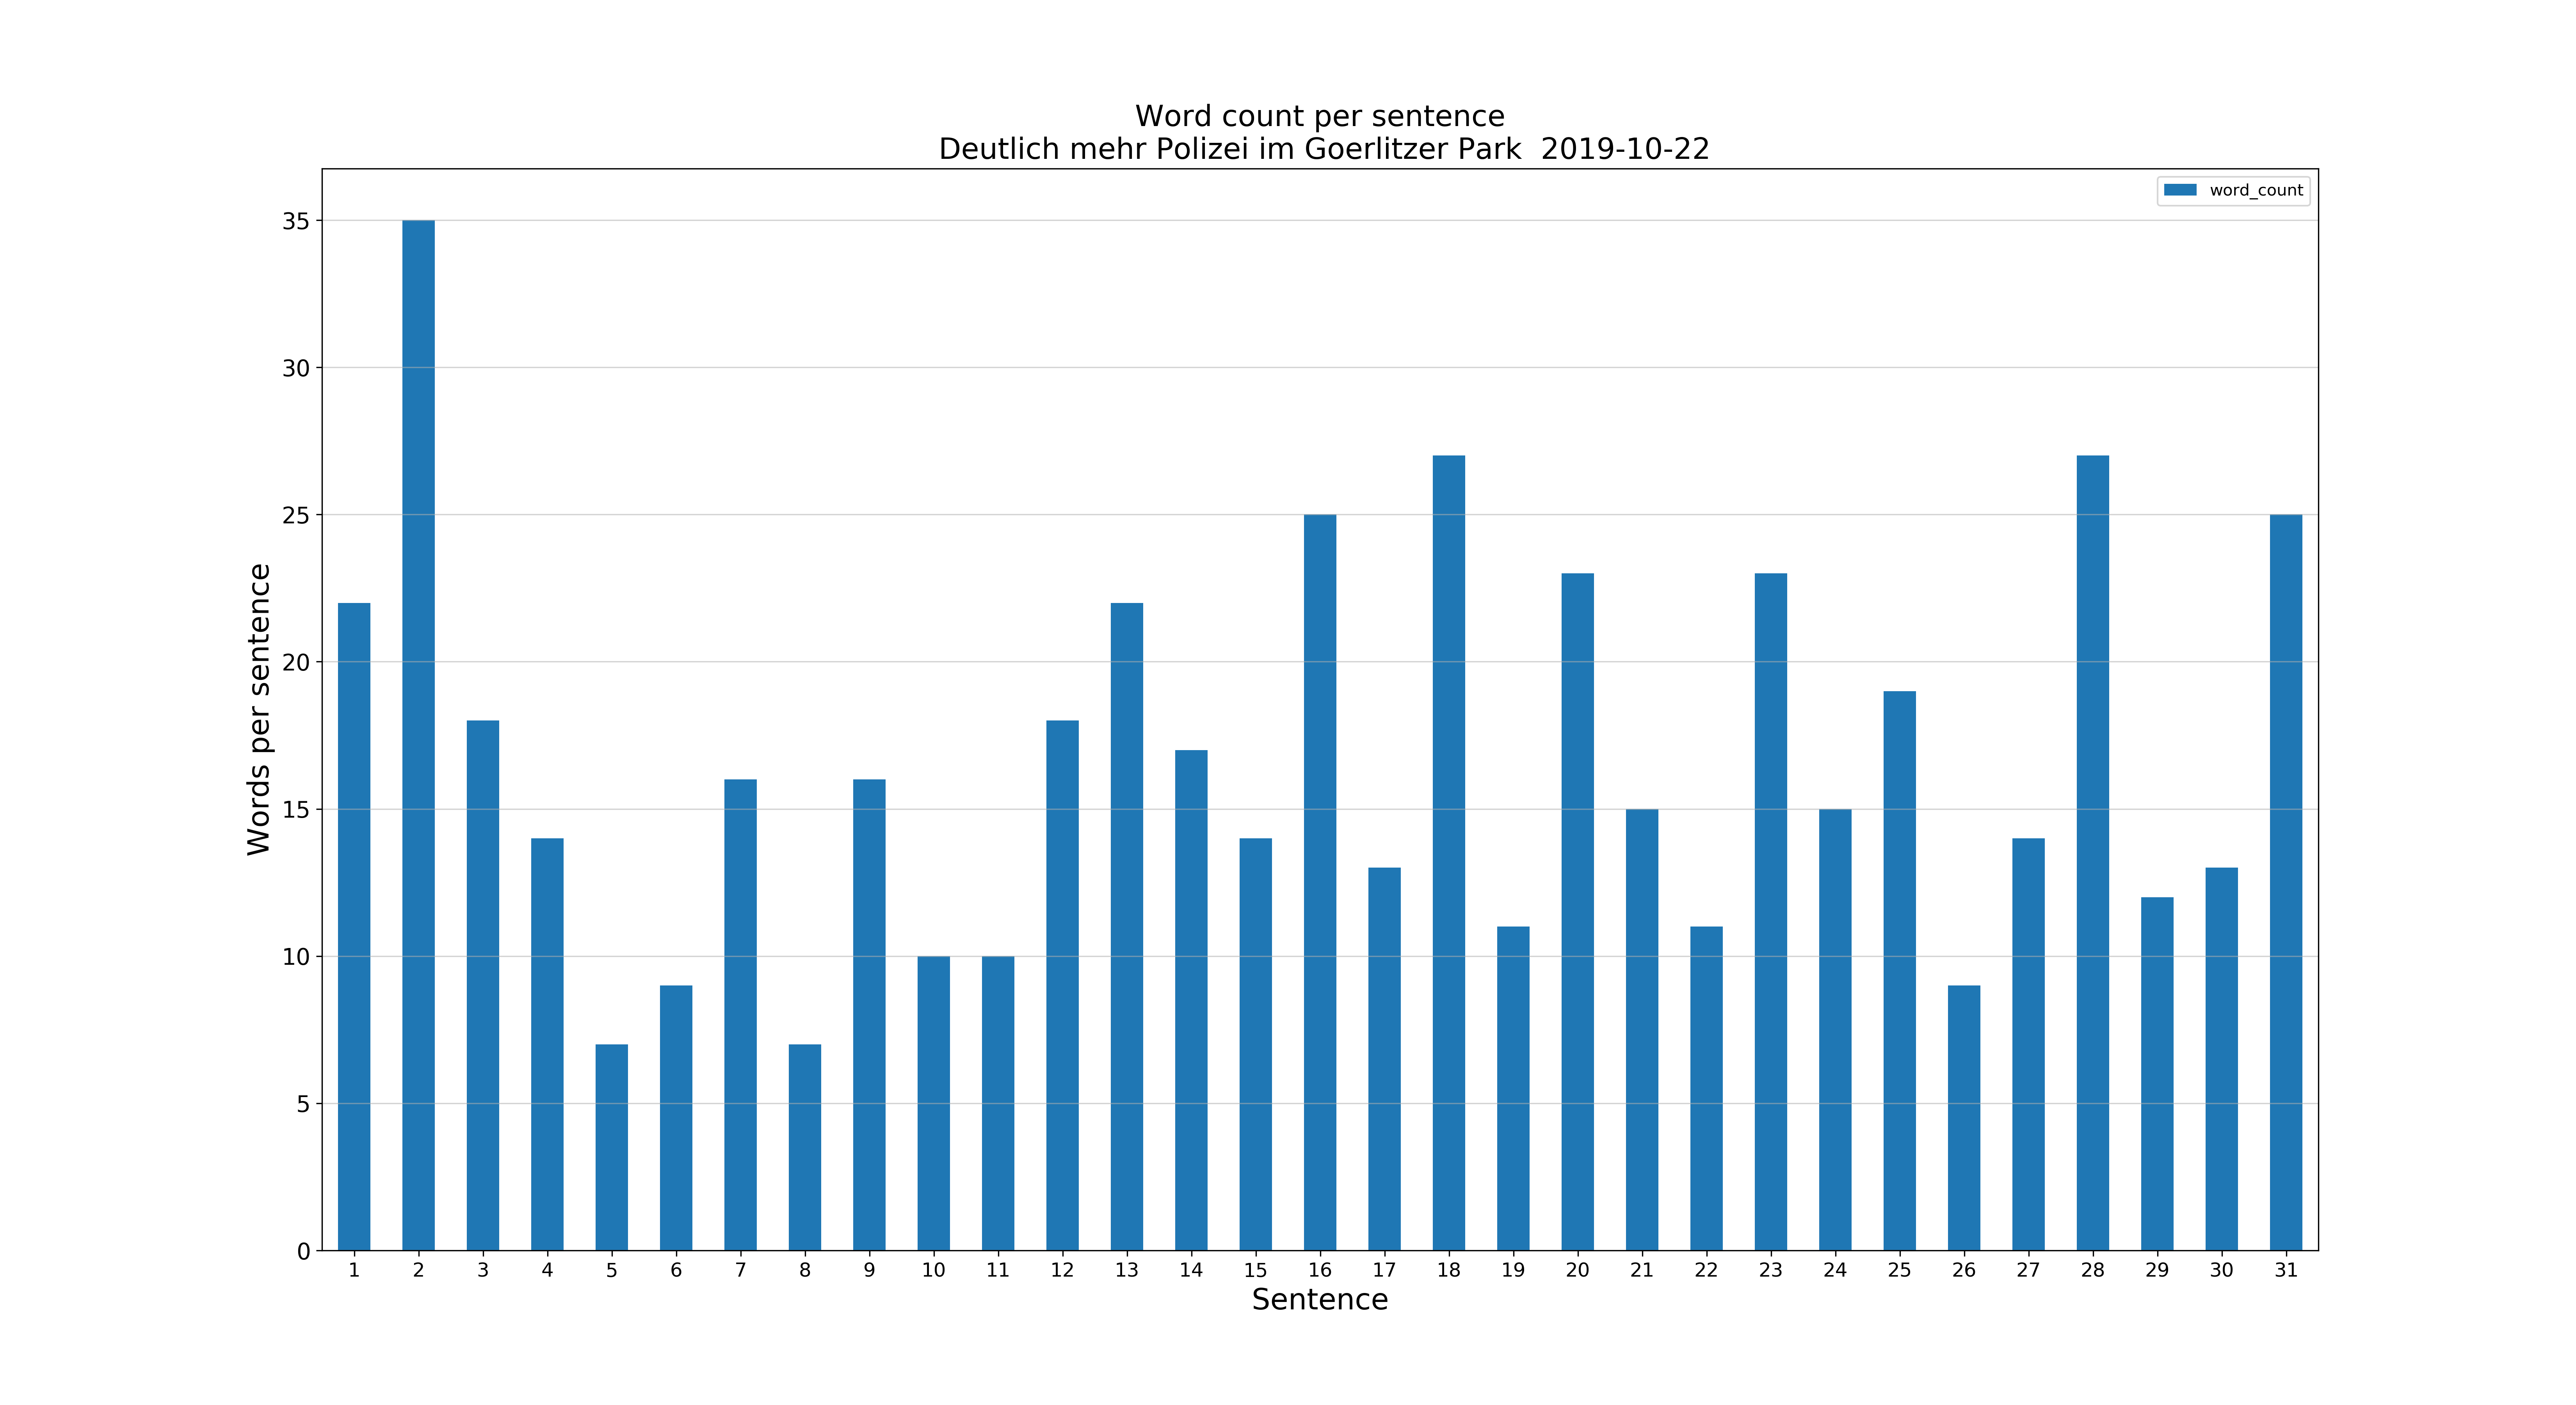 Word count per sentence
Deutlich mehr Polizei im Goerlitzer Park  2019-10-22
word_count
35
30
25
20
15
10
5
0
Words per sentence
1 2 3 4 5 6 7 8 9 10 11 12 13 14 15 16 17 18 19 20 21 22 23 24 25 26 27 28 29 30 31
Sentence